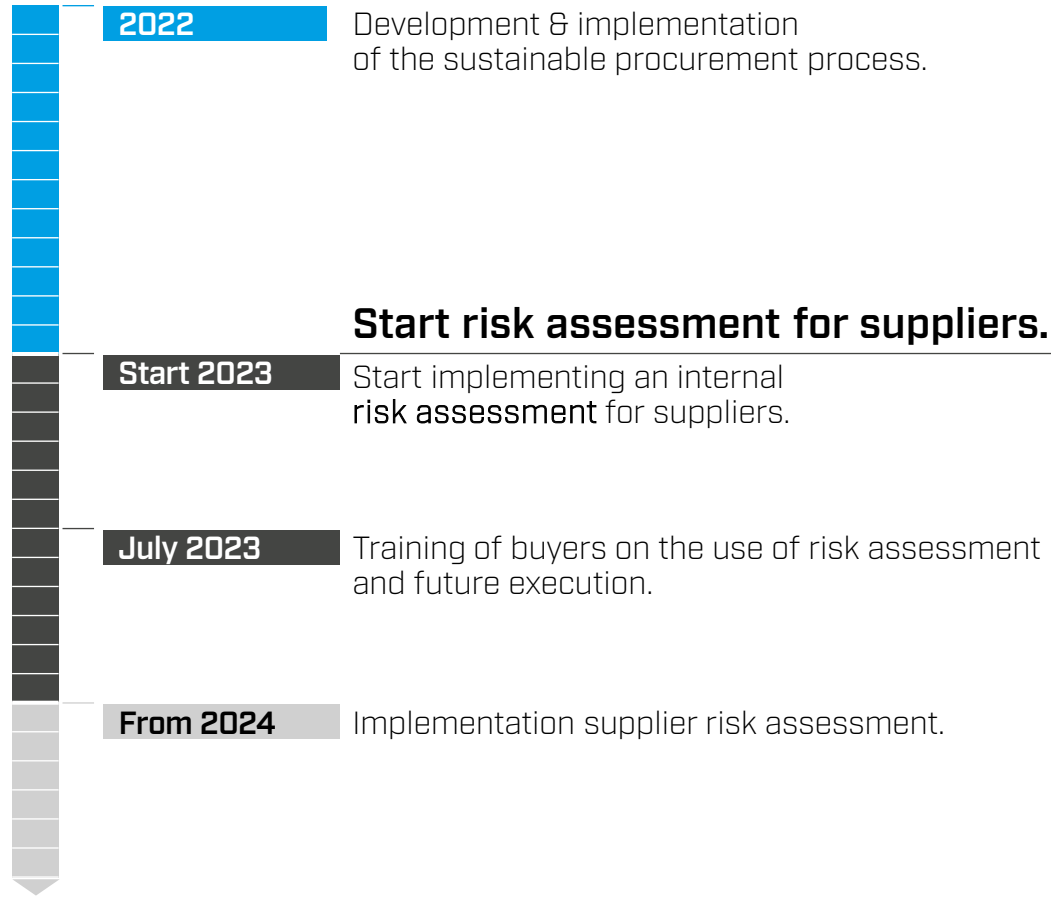 2022
Development & implementation
of the sustainable procurement process.
Start risk assessment for suppliers.
Start 2023
Start implementing an internal
risk assessment for suppliers.
July 2023
Training of buyers on the use of risk assessment
and future execution.
From 2024
Implementation supplier risk assessment.